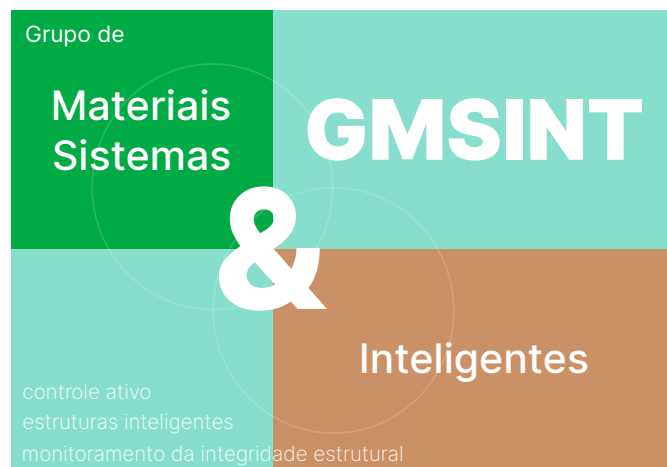 Grupo de
Materiais
Sistemas
GMSINT
&
Inteligentes
controle ativo
estruturas inteligentes
monitoramento da integridade estrutural